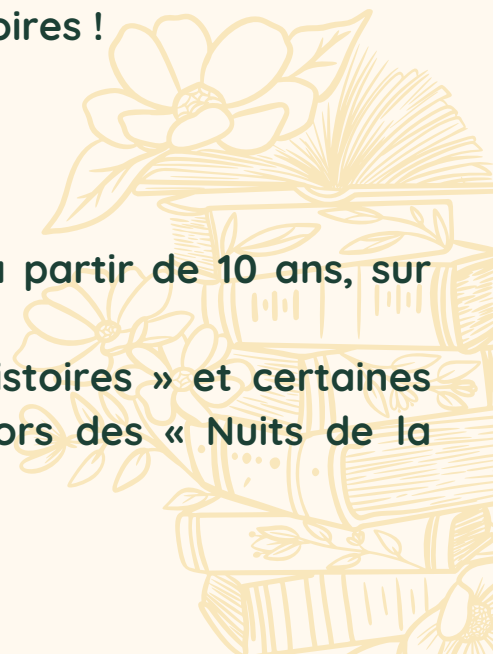 oires !
partir de 10 ans, sur
istoires » et certaines
ors des « Nuits de la